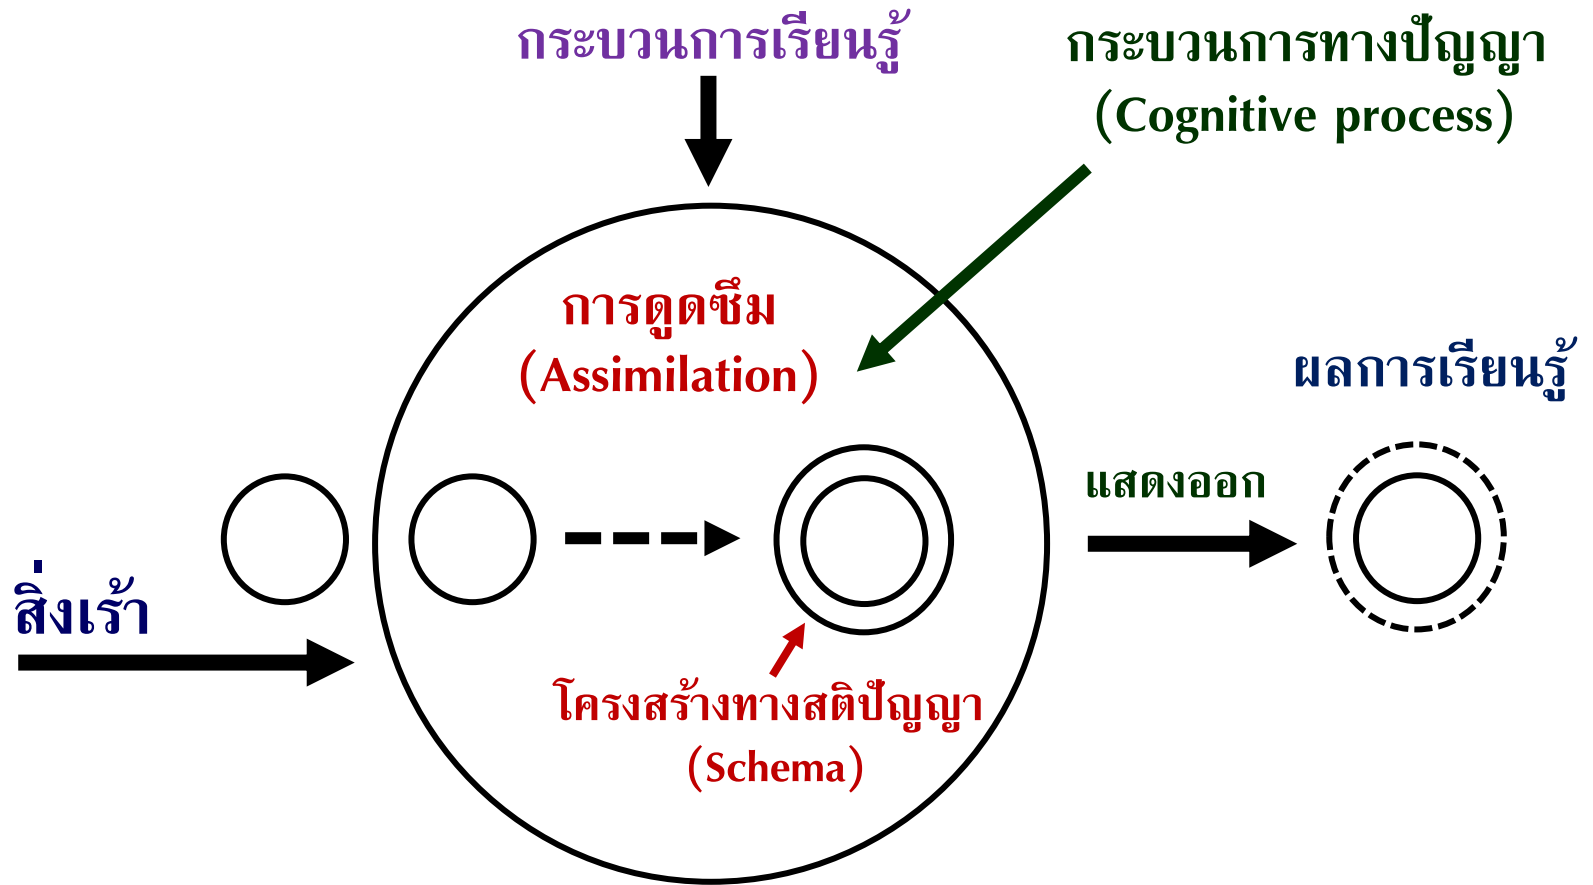 กระบวนการเรียนรู้
กระบวนการทางปัญญา
(Cognitive process)
การดูดซึม
(Assimilation)
ผลการเรียนรู้
แสดงออก
สิ่งเร้า
โครงสร้างทางสติปัญญา
(Schema)